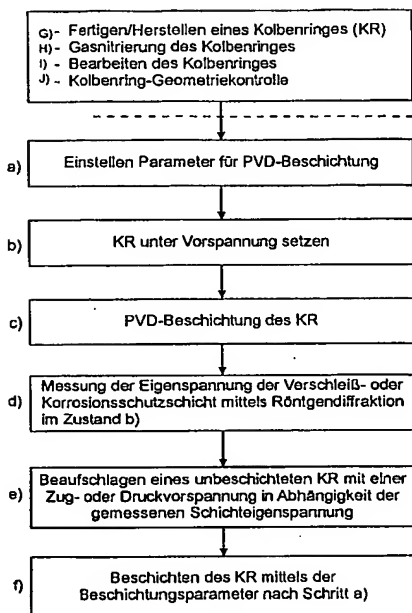 G)- Fertigen/Herstellen eines Kolbenringes (KR)
H)- Gasnitrierung des Kolbenringes
I)- Bearbeiten des Kolbenringes
J)- Kolbenring-Geometriekontrolle
a) Einstellen Parameter für PVD-Beschichtung
b) KR unter Vorspannung setzen
c) PVD-Beschichtung des KR
d) Messung der Eigenspannung der Verschleiß- oder
Korrosionsschutzschicht mittels Röntgendiffraktion
im Zustand b)
e) Beaufschlagen eines unbeschichteten KR mit einer
Zug- oder Druckvorspannung in Abhängigkeit der
gemessenen Schichteigenspannung
f) Beschichten des KR mittels der
Beschichtungsparameter nach Schritt a)